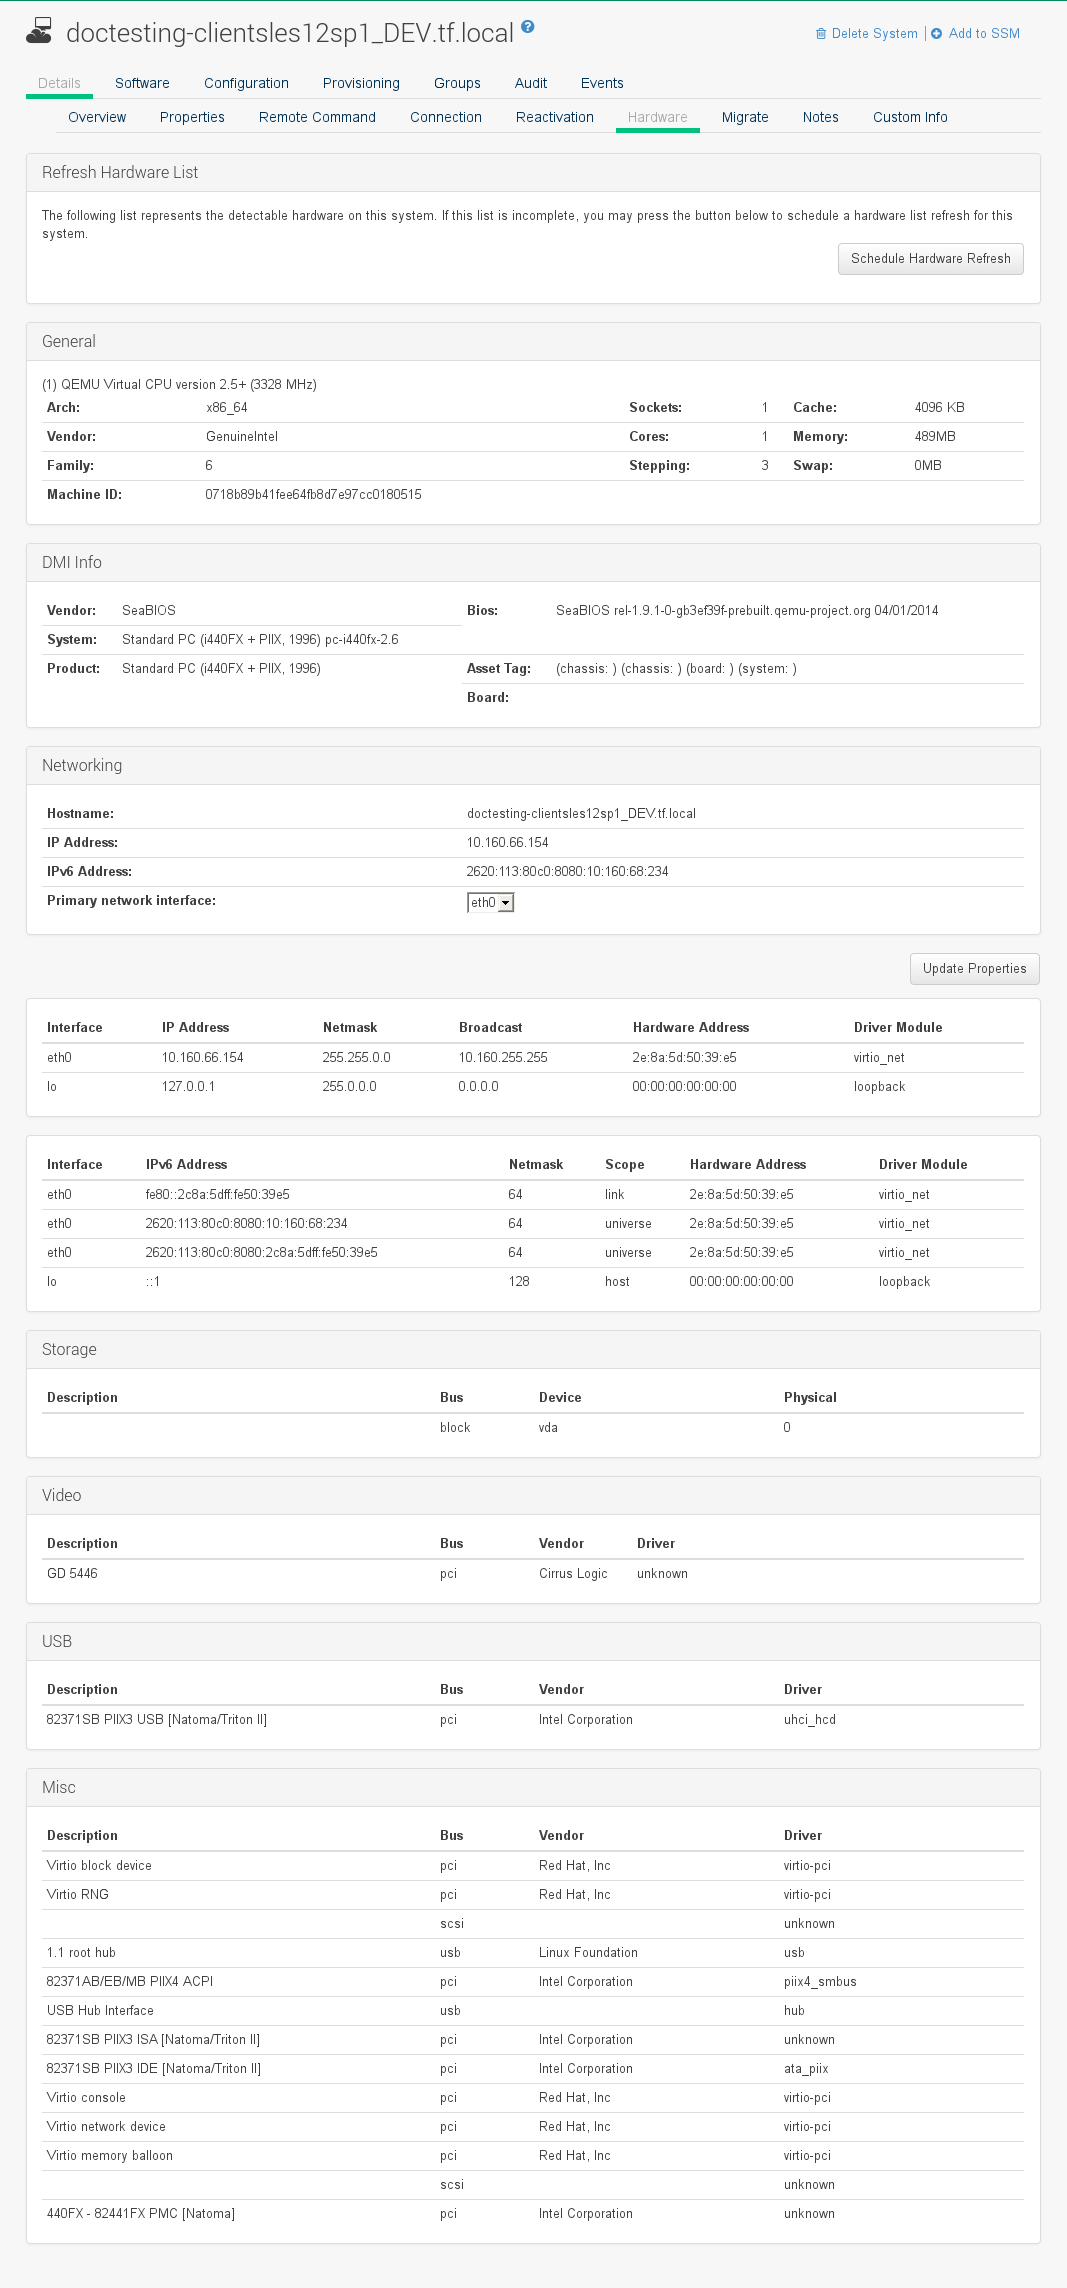 doctesting-clientsles12sp1_DEV.tf.local
Delete System | Add to SSM
Details Software Configuration Provisioning Groups Audit Events
Overview Properties Remote Command Connection Reactivation Hardware Migrate Notes Custom Info
Refresh Hardware List
The following list represents the detectable hardware on this system. If this list is incomplete, you may press the button below to schedule a hardware list refresh for this
system.
Schedule Hardware Refresh
General
(1) QEMU Virtual CPU version 2.5+ (3328 MHz)
Arch: x86_64 Sockets: 1 Cache: 4096 KB
Vendor: GenuineIntel Cores: 1 Memory: 489MB
Family: 6 Stepping: 3 Swap: 0MB
Machine ID: 0718b89b41fee64fb8d7e97cc0180515
DMI Info
Vendor: SeaBIOS Bios: SeaBIOS rel-1.9.1-0-gb3ef39f-prebuilt.qemu-project.org 04/01/2014
System: Standard PC (i440FX + PIIX, 1996) pc-i440fx-2.6
Product: Standard PC (i440FX + PIIX, 1996) Asset Tag: (chassis: ) (chassis: ) (board: ) (system: )
Board:
Networking
Hostname: doctesting-clientsles12sp1_DEV.tf.local
IP Address: 10.160.66.154
IPv6 Address: 2620:113:80c0:8080:10:160:68:234
Primary network interface: eth0
Update Properties
Interface IP Address Netmask Broadcast Hardware Address Driver Module
eth0 10.160.66.154 255.255.0.0 10.160.255.255 2e:8a:5d:50:39:e5 virtio_net
lo 127.0.0.1 255.0.0.0 0.0.0.0 00:00:00:00:00:00 loopback
Interface IPv6 Address Netmask Scope Hardware Address Driver Module
eth0 fe80::2c8a:5dff:fe50:39e5 64 link 2e:8a:5d:50:39:e5 virtio_net
eth0 2620:113:80c0:8080:10:160:68:234 64 universe 2e:8a:5d:50:39:e5 virtio_net
eth0 2620:113:80c0:8080:2c8a:5dff:fe50:39e5 64 universe 2e:8a:5d:50:39:e5 virtio_net
lo ::1 128 host 00:00:00:00:00:00 loopback
Storage
Description Bus Device Physical
block vda 0
Video
Description Bus Vendor Driver
GD 5446 pci Cirrus Logic unknown
USB
Description Bus Vendor Driver
82371SB PIIX3 USB [Natoma/Triton II] pci Intel Corporation uhci_hcd
Misc
Description Bus Vendor Driver
Virtio block device pci Red Hat, Inc virtio-pci
Virtio RNG pci Red Hat, Inc virtio-pci
scsi unknown
1.1 root hub usb Linux Foundation usb
82371AB/EB/MB PIIX4 ACPI pci Intel Corporation piix4_smbus
USB Hub Interface usb hub
82371SB PIIX3 ISA [Natoma/Triton II] pci Intel Corporation unknown
82371SB PIIX3 IDE [Natoma/Triton II] pci Intel Corporation ata_piix
Virtio console pci Red Hat, Inc virtio-pci
Virtio network device pci Red Hat, Inc virtio-pci
Virtio memory balloon pci Red Hat, Inc virtio-pci
scsi unknown
440FX - 82441FX PMC [Natoma] pci Intel Corporation unknown